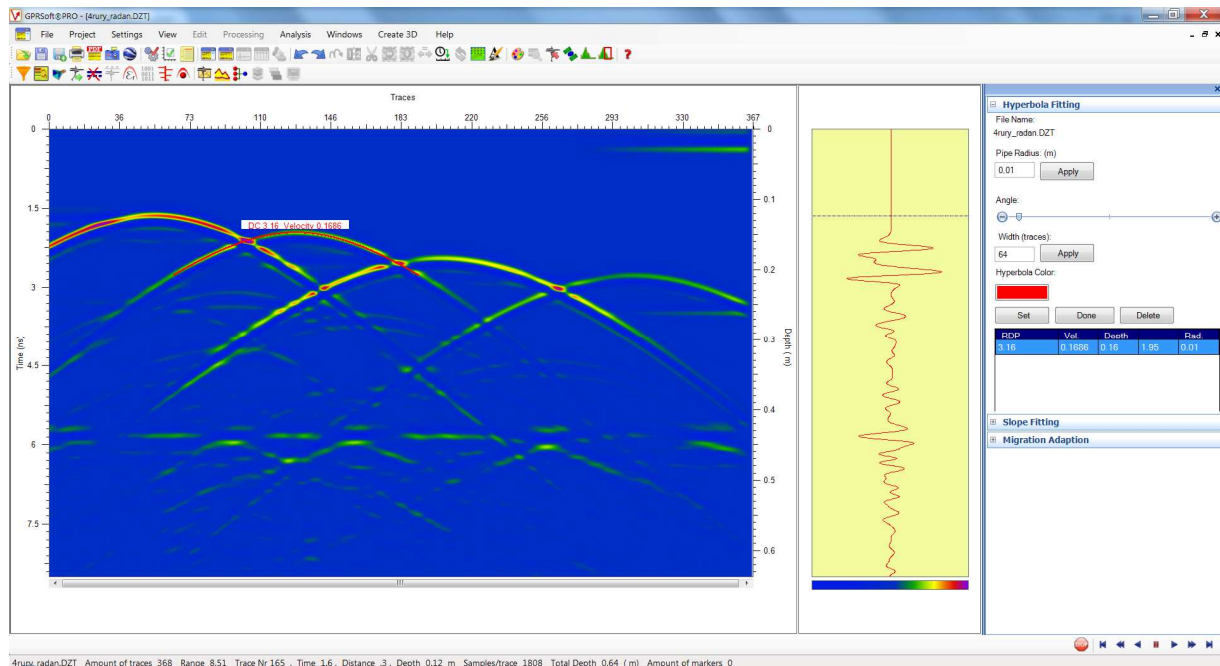 GPRSoft®PRO - [4rury_radan.DZT]
File Project Settings View Edit Processing Analysis Windows Create 3D Help
Traces
0 36 73 110 146 183 220 256 293 330 367
0
1.5
3
4.5
6
7.5
Time (ns)
DC 3.16 Velocity 0.1686
0
0.1
0.2
0.3
0.4
0.5
0.6
Depth (m)
Hyperbola Fitting
File Name:
4rury_radan.DZT
Pipe Radius: (m)
0,01 Apply
Angle:
Width (traces):
64 Apply
Hyperbola Color:
Set Done Delete
RDP Vel. Depth Rad.
3.16 0.1686 0.16 1.95 0.01
Slope Fitting
Migration Adaption
4rury_radan.DZT Amount of traces 368 Range 8,51 Trace Nr 165 , Time 1.6 , Distance .3 , Depth 0.12 m Samples/trace 1808 Total Depth 0.64 (m) Amount of markers 0